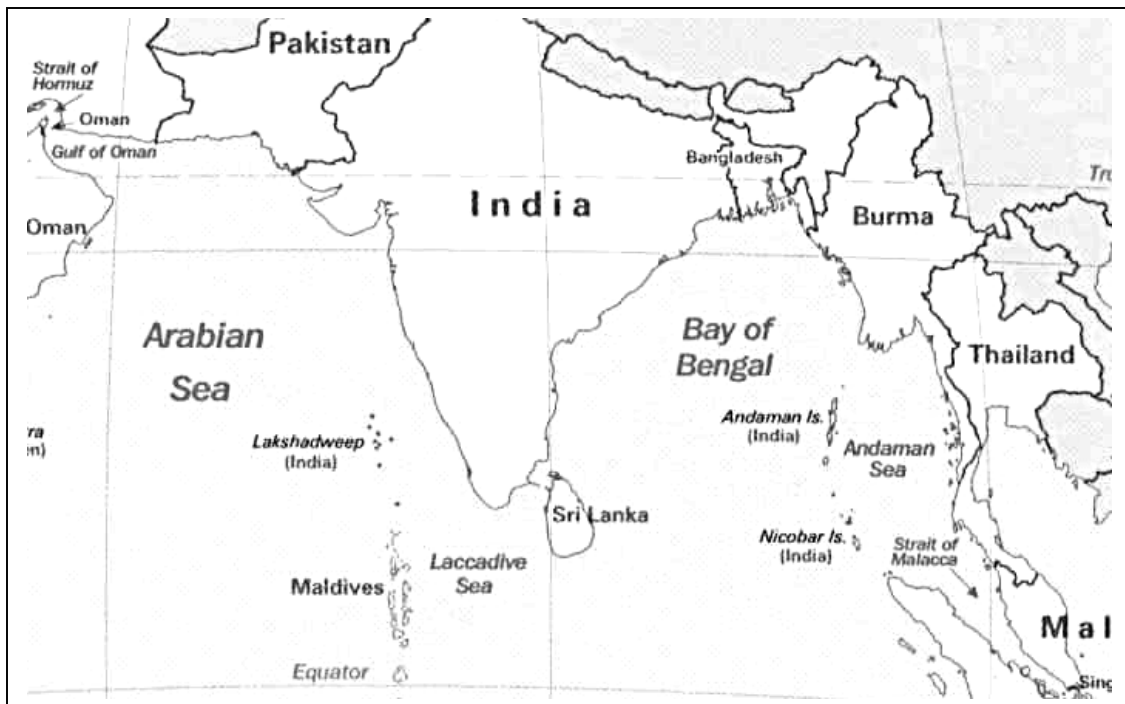 Pakistan
Strait of
Hormuz
Oman
Gulf of Oman
Bangladesh
India
Burma
Oman
Arabian
Sea
Bay of
Bengal
Thailand
Lakshadweep
(India)
Andaman Is.
(India)
Andaman
Sea
Sri Lanka
Nicobar Is.
(India)
Strait of
Malacca
Laccadive
Sea
Maldives
Equator